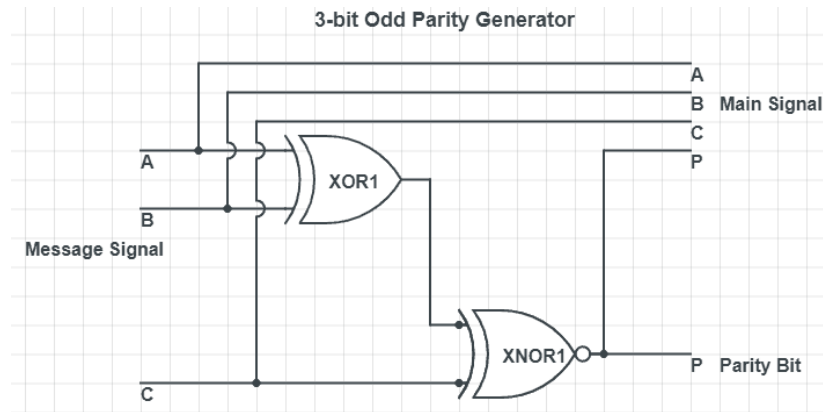 3-bit Odd Parity Generator
A
B Main Signal
C
P
A
XOR1
B
Message Signal
XNOR1
P Parity Bit
C